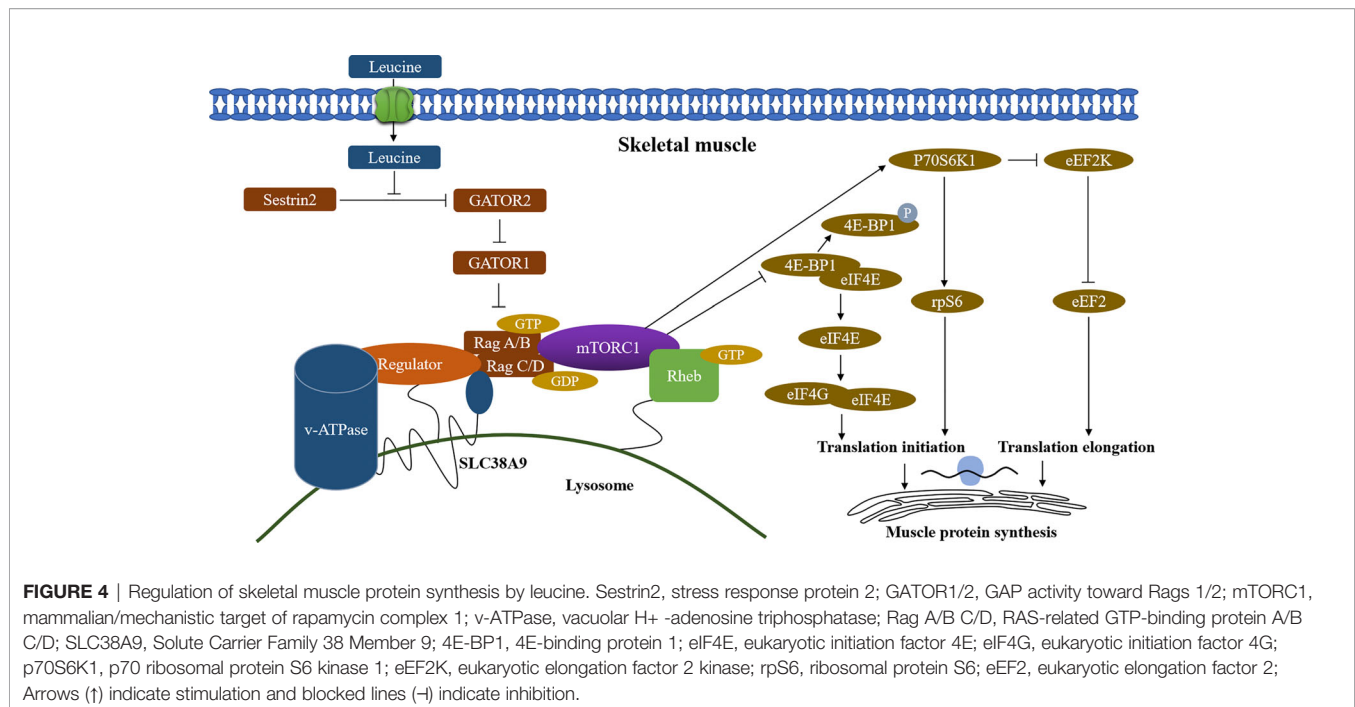 Leucine
Skeletal muscle
Leucine
P70S6K1
eEF2K
Sestrin2
GATOR2
P
4E-BP1
GATOR1
4E-BP1
eIF4E
rpS6
eEF2
GTP
Rag A/B
mTORC1
eIF4E
GTP
Regulator
Rag C/D
Rheb
GDP
eIF4G
eIF4E
v-ATPase
Translation initiation
Translation elongation
SLC38A9
Lysosome
Muscle protein synthesis
FIGURE 4 | Regulation of skeletal muscle protein synthesis by leucine. Sestrin2, stress response protein 2; GATOR1/2, GAP activity toward Rags 1/2; mTORC1,
mammalian/mechanistic target of rapamycin complex 1; v-ATPase, vacuolar H+ -adenosine triphosphatase; Rag A/B C/D, RAS-related GTP-binding protein A/B
C/D; SLC38A9, Solute Carrier Family 38 Member 9; 4E-BP1, 4E-binding protein 1; eIF4E, eukaryotic initiation factor 4E; eIF4G, eukaryotic initiation factor 4G;
p70S6K1, p70 ribosomal protein S6 kinase 1; eEF2K, eukaryotic elongation factor 2 kinase; rpS6, ribosomal protein S6; eEF2, eukaryotic elongation factor 2;
Arrows (↑) indicate stimulation and blocked lines (⊣) indicate inhibition.